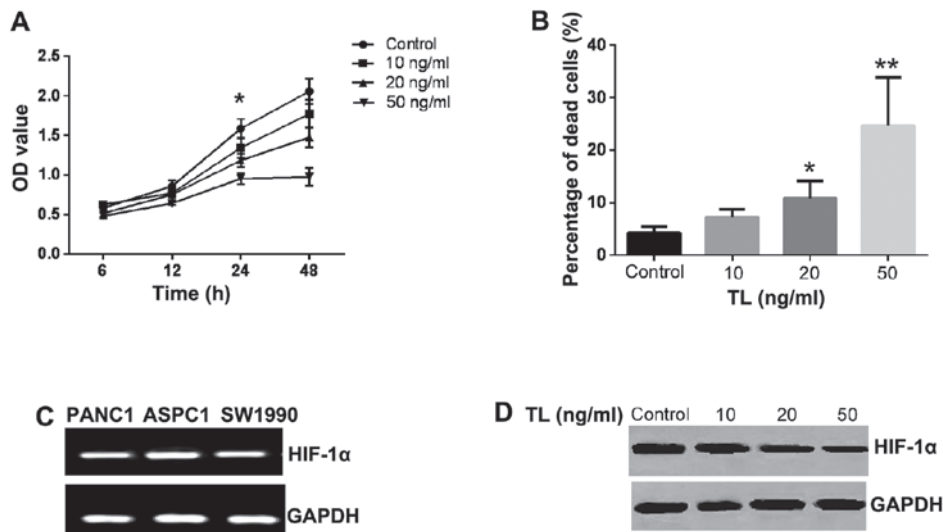 A
OD value
2.5
2.0
1.5
1.0
0.5
0.0
*
6 12 24 48
Time (h)
Control
10 ng/ml
20 ng/ml
50 ng/ml
B
Percentage of dead cells (%)
40
30
20
10
0
*
**
Control 10 20 50
TL (ng/ml)
C
PANC1 ASPC1 SW1990
HIF-1α
GAPDH
D
TL (ng/ml) Control 10 20 50
HIF-1α
GAPDH